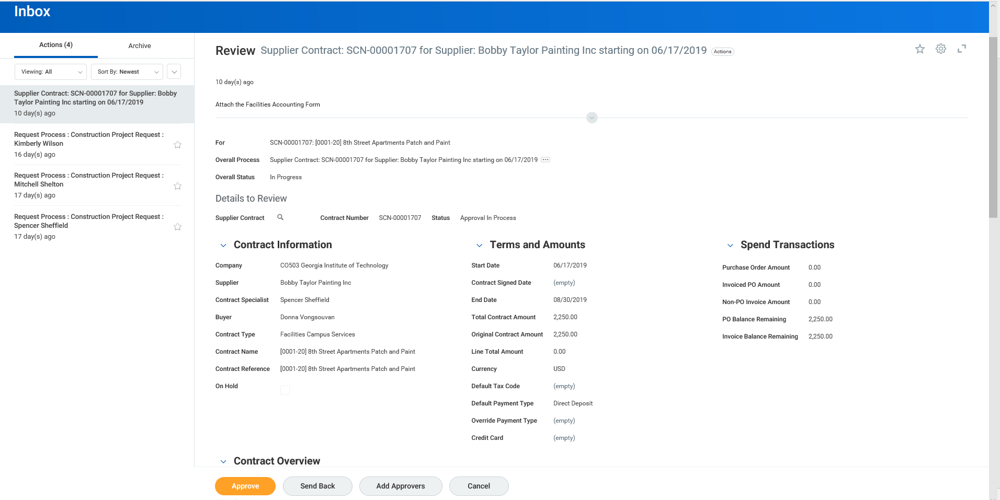 Inbox
Actions (4)
Archive
Viewing: All
Sort By: Newest
Supplier Contract: SCN-00001707 for Supplier: Bobby
Taylor Painting Inc starting on 06/17/2019
10 day(s) ago
Request Process : Construction Project Request :
Kimberly Wilson
16 day(s) ago
Request Process : Construction Project Request :
Mitchell Shelton
17 day(s) ago
Request Process : Construction Project Request :
Spencer Sheffield
17 day(s) ago
Review Supplier Contract: SCN-00001707 for Supplier: Bobby Taylor Painting Inc starting on 06/17/2019 Actions
10 day(s) ago
Attach the Facilities Accounting Form
For SCN-00001707: [0001-20] 8th Street Apartments Patch and Paint
Overall Process Supplier Contract: SCN-00001707 for Supplier: Bobby Taylor Painting Inc starting on 06/17/2019
Overall Status In Progress
Details to Review
Supplier Contract Contract Number SCN-00001707 Status Approval In Process
Contract Information
Company CO503 Georgia Institute of Technology
Supplier Bobby Taylor Painting Inc
Contract Specialist Spencer Sheffield
Buyer Donna Vongsouvan
Contract Type Facilities Campus Services
Contract Name [0001-20] 8th Street Apartments Patch and Paint
Contract Reference [0001-20] 8th Street Apartments Patch and Paint
On Hold
Terms and Amounts
Start Date 06/17/2019
Contract Signed Date (empty)
End Date 08/30/2019
Total Contract Amount 2,250.00
Original Contract Amount 2,250.00
Line Total Amount 0.00
Currency USD
Default Tax Code (empty)
Default Payment Type Direct Deposit
Override Payment Type (empty)
Credit Card (empty)
Spend Transactions
Purchase Order Amount 0.00
Invoiced PO Amount 0.00
Non-PO Invoice Amount 0.00
PO Balance Remaining 2,250.00
Invoice Balance Remaining 2,250.00
Contract Overview
Approve
Send Back
Add Approvers
Cancel